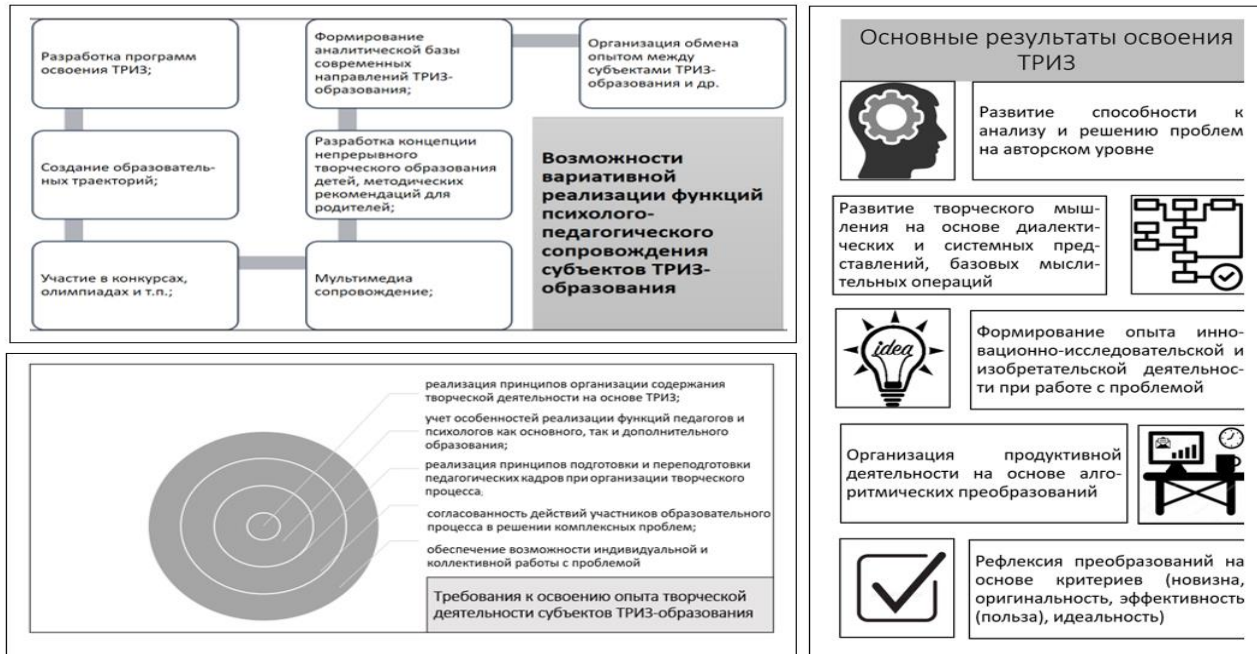 Разработка программ
освоения ТРИЗ;
Создание образователь-
ных траекторий;
Участие в конкурсах,
олимпиадах и т.п.;
Мультимедиа
сопровождение;
Разработка концепции
непрерывного
творческого образования
детей, методических
рекомендаций для
родителей;
Формирование
аналитической базы
современных
направлений ТРИЗ-
образования;
Организация обмена
опытом между
субъектами ТРИЗ-
образования и др.
Возможности
вариативной
реализации функций
психолого-
педагогического
сопровождения
субъектов ТРИЗ-
образования
реализация принципов организации содержания
творческой деятельности на основе ТРИЗ;
учет особенностей реализации функций педагогов и
психологов как основного, так и дополнительного
образования;
реализация принципов подготовки и переподготовки
педагогических кадров при организации творческого
процесса.
согласованность действий участников образовательного
процесса в решении комплексных проблем;
обеспечение возможности индивидуальной и
коллективной работы с проблемой
Требования к освоению опыта творческой
деятельности субъектов ТРИЗ-образования
Основные результаты освоения
ТРИЗ
Развитие способности к
анализу и решению проблем
на авторском уровне
Развитие творческого мыш-
ления на основе диалекти-
ческих и системных пред-
ставлений, базовых мысли-
тельных операций
idea
Формирование опыта инно-
вационно-исследовательской и
изобретательской деятельнос-
ти при работе с проблемой
Организация продуктивной
деятельности на основе алго-
ритмических преобразований
Рефлексия преобразований на
основе критериев (новизна,
оригинальность, эффективность
(польза), идеальность)